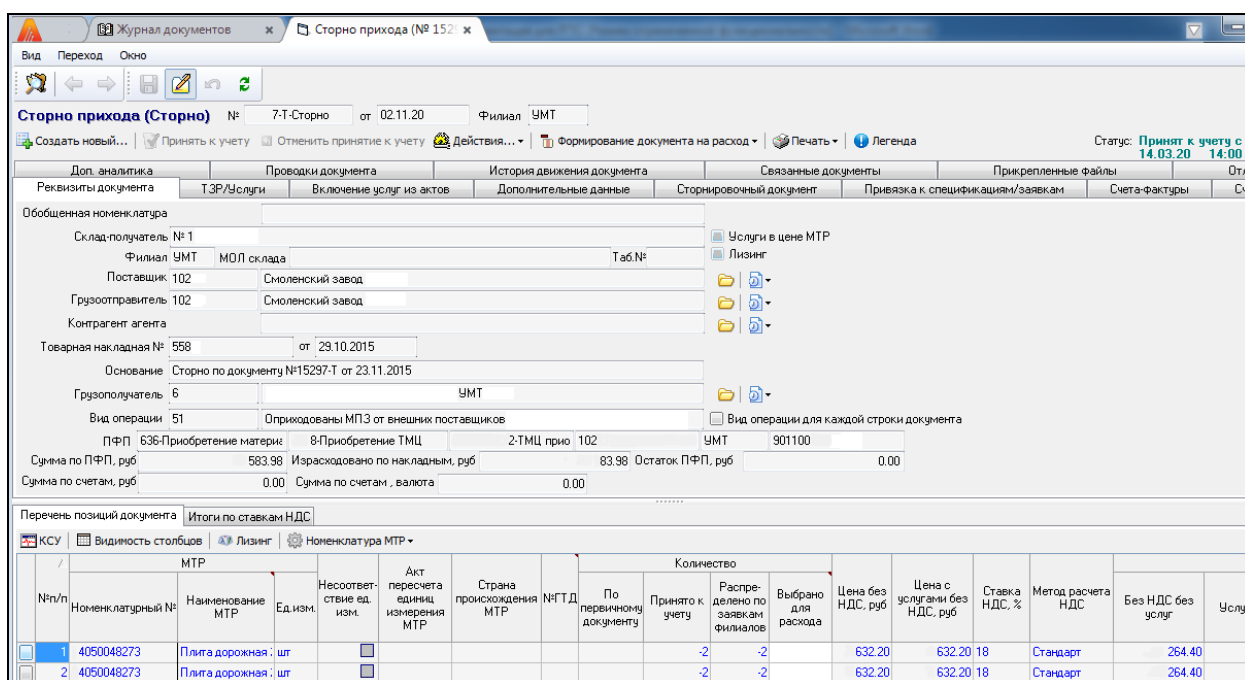 Журнал документов × Сторно прихода (№ 152 ×
Вид Переход Окно
Сторно прихода (Сторно) № 7-Т-Сторно от 02.11.20 Филиал УМТ
Создать новый... Принять к учету Отменить принятие к учету Действия... Формирование документа на расход Печать Легенда Статус: Принят к учету с
14.03.20 14:00
Доп. аналитика Проводки документа История движения документа Связанные документы Прикрепленные файлы
Реквизиты документа ТЗР/Услуги Включение услуг из актов Дополнительные данные Сторнировочный документ Привязка к спецификациям/заявкам Счета-фактуры
Обобщенная номенклатура
Склад-получатель № 1 Услуги в цене МТР
Филиал УМТ МОЛ склада Таб.№ Лизинг
Поставщик 102 Смоленский завод
Грузоотправитель 102 Смоленский завод
Контрагент агента
Товарная накладная № 558 от 29.10.2015
Основание Сторно по документу №15297-Т от 23.11.2015
Грузополучатель 6 УМТ
Вид операции 51 Оприходованы МПЗ от внешних поставщиков Вид операции для каждой строки документа
ПФП 636-Приобретение материа 8-Приобретение ТМЦ 2-ТМЦ прио 102 УМТ 901100
Сумма по ПФП, руб 583.98 Израсходовано по накладным, руб 83.98 Остаток ПФП, руб 0.00
Сумма по счетам, руб 0.00 Сумма по счетам , валюта 0.00
Перечень позиций документа Итоги по ставкам НДС
КСУ Видимость столбцов Лизинг Номенклатура МТР
№п/п МТР Номенклатурный № Наименование МТР Ед.изм. Несоответ-ствие ед. изм. Акт пересчета единиц измерения МТР Страна происхождения МТР №ГТД Количество По первичному документу Принято к учету Распре-делено по заявкам филиалов Выбрано для расхода Цена без НДС, руб Цена с услугами без НДС, руб Ставка НДС, % Метод расчета НДС Без НДС без услуг Услу
1 4050048273 Плита дорожная шт -2 -2 632.20 632.20 18 Стандарт 264.40
2 4050048273 Плита дорожная шт -2 -2 632.20 632.20 18 Стандарт 264.40